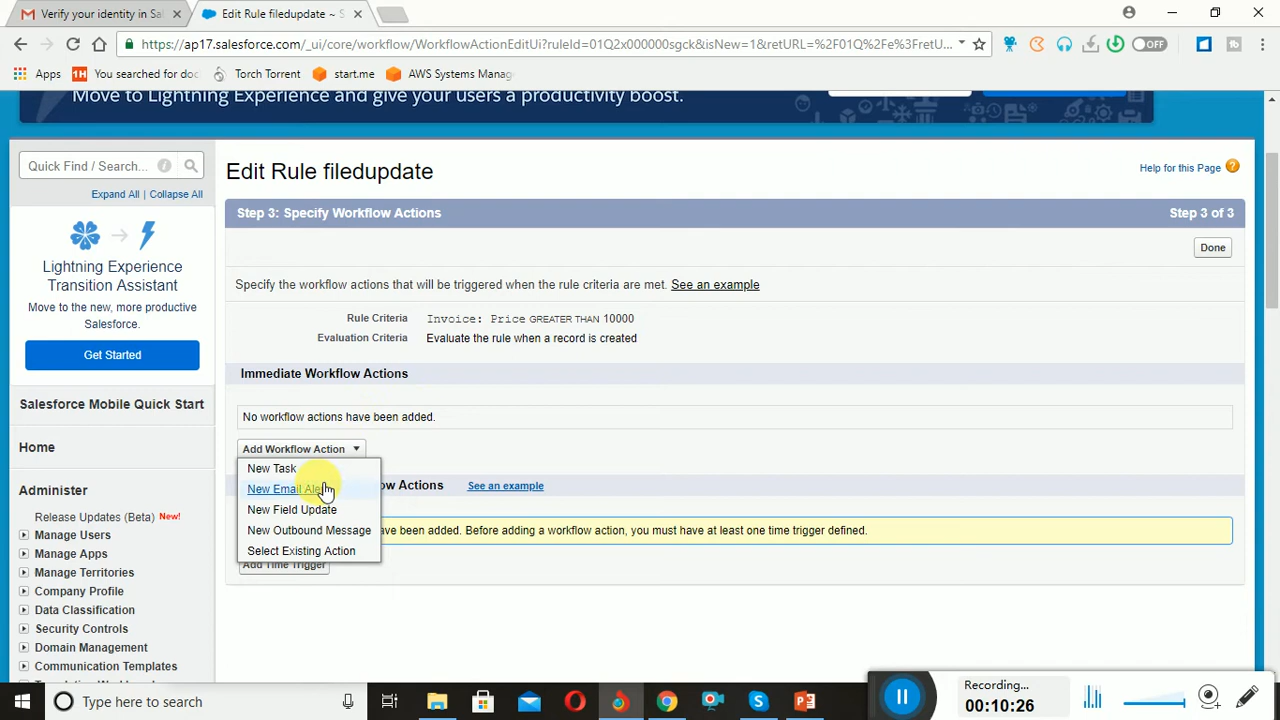 Verify your identity in Sal
Edit Rule filedupdate ~ S
https://ap17.salesforce.com/_ui/core/workflow/WorkflowActionEditUi?ruleId=01Q2x000000sgck&isNew=1&retURL=%2F01Q%2Fe%3FretU...
OFF
Apps
1H You searched for doc
Torch Torrent
start.me
AWS Systems Mana
Move to Lightning Experience and give your users a productivity boost.
Quick Find / Search...
Expand All | Collapse All
Lightning Experience
Transition Assistant
Move to the new, more productive
Salesforce.
Get Started
Salesforce Mobile Quick Start
Home
Administer
Release Updates (Beta) New!
Manage Users
Manage Apps
Manage Territories
Company Profile
Data Classification
Security Controls
Domain Management
Communication Templates
Edit Rule filedupdate
Help for this Page
Step 3: Specify Workflow Actions
Step 3 of 3
Done
Specify the workflow actions that will be triggered when the rule criteria are met. See an example
Rule Criteria Invoice: Price GREATER THAN 10000
Evaluation Criteria Evaluate the rule when a record is created
Immediate Workflow Actions
No workflow actions have been added.
Add Workflow Action
New Task
New Email Ale
New Field Update
New Outbound Message
Select Existing Action
w Actions See an example
ave been added. Before adding a workflow action, you must have at least one time trigger defined.
Add Time Trigger
Type here to search
Recording...
00:10:26